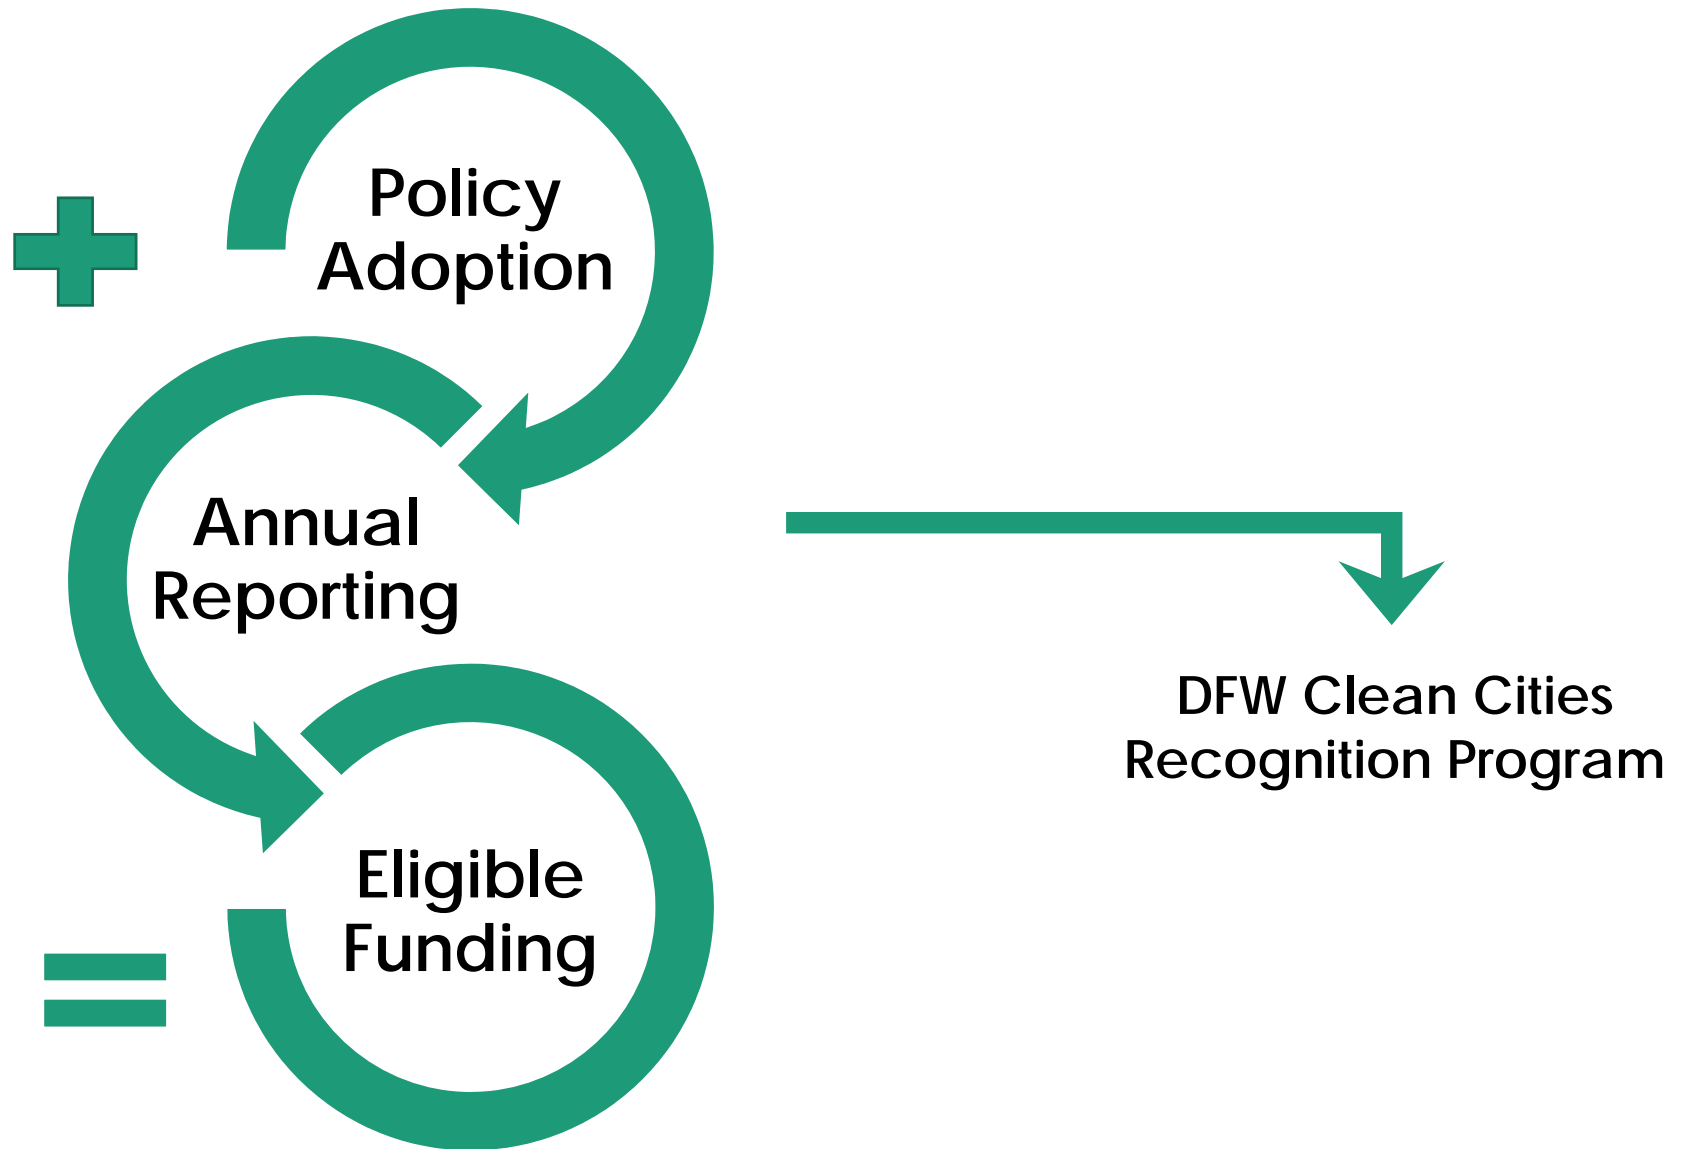 Policy
Adoption
Annual
Reporting
Eligible
Funding
DFW Clean Cities
Recognition Program